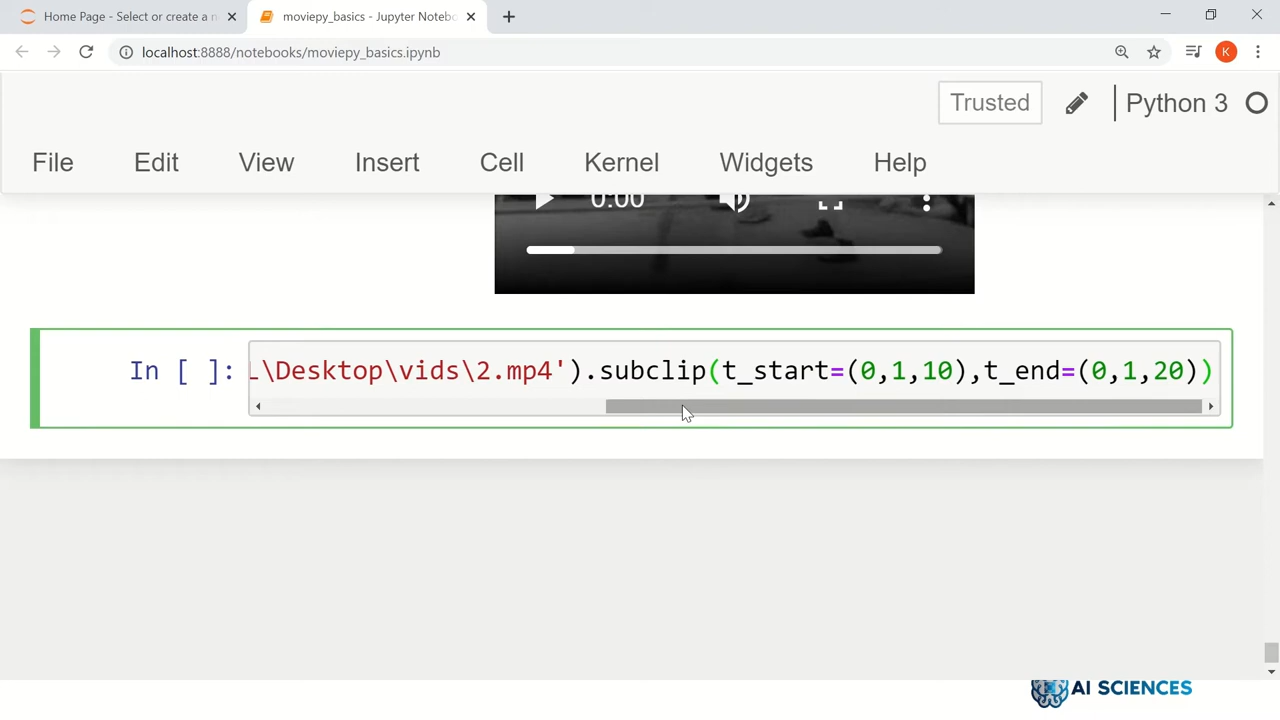 Home Page - Select or create a n
moviepy_basics - Jupyter Notebo
localhost:8888/notebooks/moviepy_basics.ipynb
K
Trusted
Python 3
File Edit View Insert Cell Kernel Widgets Help
0:00
In [ ]:
\Desktop\vids\2.mp4').subclip(t_start=(0,1,10),t_end=(0,1,20))
AI SCIENCES